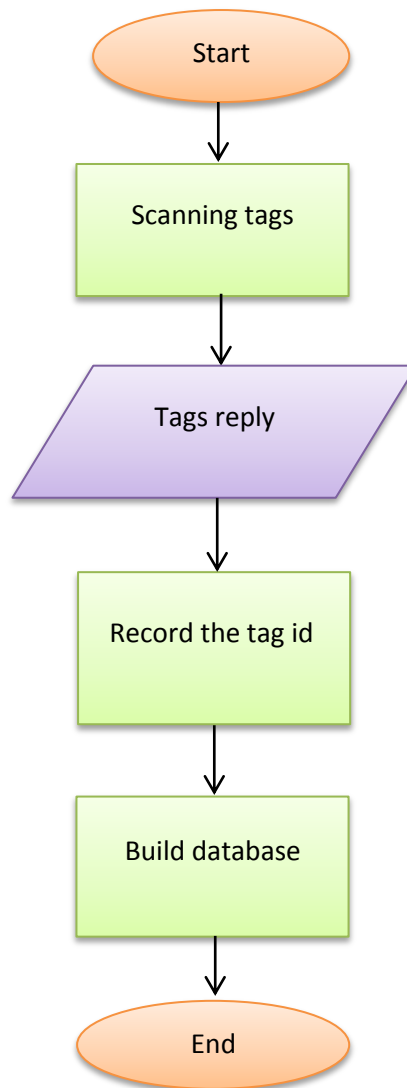 Start
Scanning tags
Tags reply
Record the tag id
Build database
End